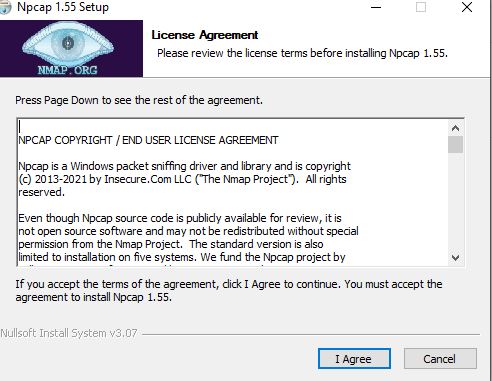 Npcap 1.55 Setup
NMAP.ORG
License Agreement
Please review the license terms before installing Npcap 1.55.
Press Page Down to see the rest of the agreement.
NPCAP COPYRIGHT / END USER LICENSE AGREEMENT
Npcap is a Windows packet sniffing driver and library and is copyright
(c) 2013-2021 by Insecure.Com LLC ("The Nmap Project").  All rights
reserved.
Even though Npcap source code is publicly available for review, it is
not open source software and may not be redistributed without special
permission from the Nmap Project.  The standard version is also
limited to installation on five systems. We fund the Npcap project by
If you accept the terms of the agreement, click I Agree to continue. You must accept the
agreement to install Npcap 1.55.
Nullsoft Install System v3.07
I Agree
Cancel